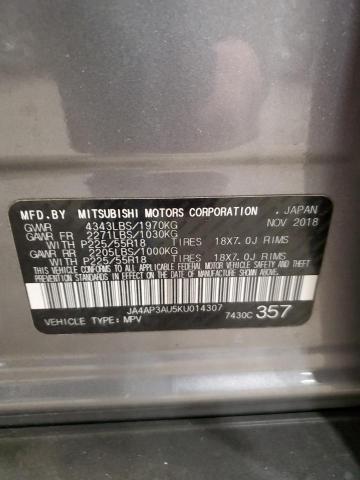 MFD.BY MITSUBISHI MOTORS CORPORATION , JAPAN
GVWR 4343LBS/1970KG NOV 2018
GAWR FR 2271LBS/1030KG
WITH P225/55R18 TIRES 18X7.0J RIMS
GAWR RR 2205LBS/1000KG
WITH P225/55R18 TIRES 18X7.0J RIMS
THIS VEHICLE CONFORMS TO ALL APPLICABLE FEDERAL MOTOR VEHICLE SAFETY, BUMPER, AND THEFT PREVENTION STANDARDS IN EFFECT ON THE DATE OF MANUFACTURE SHOWN ABOVE.
JA4AP3AU5KU014307 7430C 357
VEHICLE TYPE: MPV